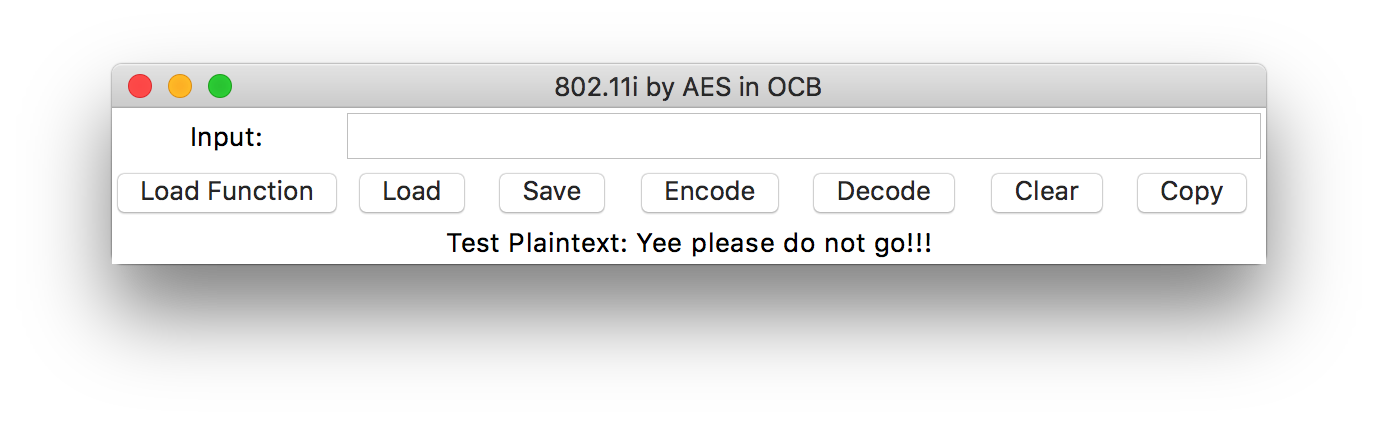 802.11i by AES in OCB
Input:
Load Function Load Save Encode Decode Clear Copy
Test Plaintext: Yee please do not go!!!